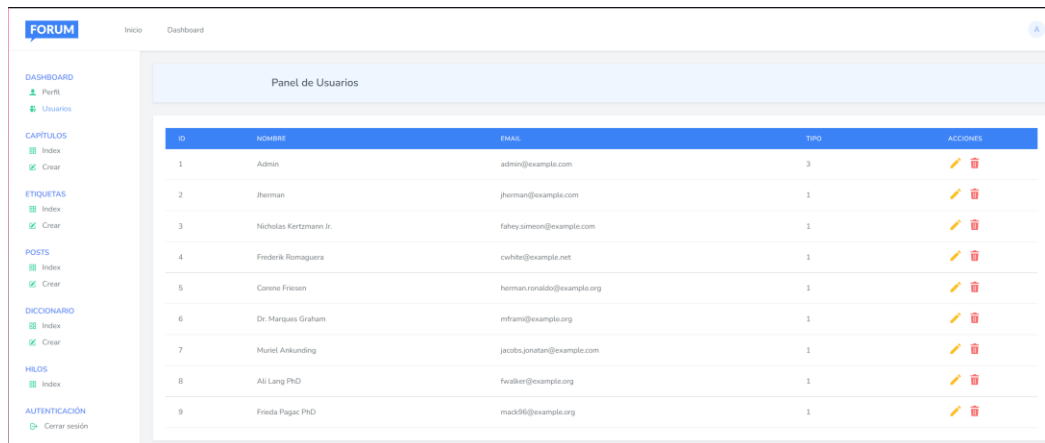 FORUM Inicio Dashboard A
DASHBOARD
Perfil
Usuarios
CAPÍTULOS
Index
Crear
ETIQUETAS
Index
Crear
POSTS
Index
Crear
DICCIONARIO
Index
Crear
HILOS
Index
AUTENTICACIÓN
Cerrar sesión
Panel de Usuarios
ID NOMBRE EMAIL TIPO ACCIONES
1 Admin admin@example.com 3
2 Jherman jherman@example.com 1
3 Nicholas Kertzmann Jr. fahey.simeon@example.com 1
4 Frederik Romaguera cwhite@example.net 1
5 Corene Friesen herman.ronaldo@example.org 1
6 Dr. Marques Graham mframi@example.org 1
7 Muriel Ankunding jacobs.jonatan@example.com 1
8 Ali Lang PhD fwalker@example.org 1
9 Frieda Pagac PhD mack96@example.org 1